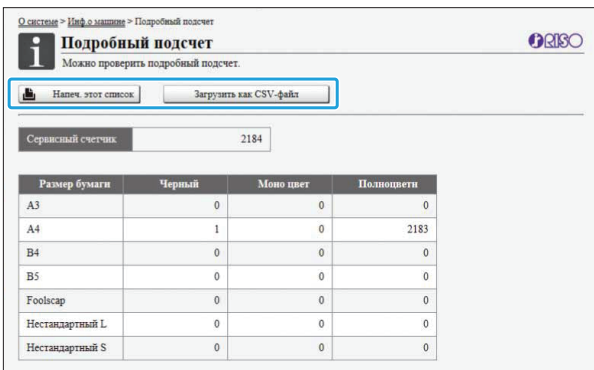 О системе > Инф.о машине > Подробный подсчет
Подробный подсчет
RISO
Можно проверить подробный подсчет.
Напеч. этот список Загрузить как CSV-файл
Сервисный счетчик 2184
Размер бумаги Черный Моно цвет Полноцветн
A3 0 0 0
A4 1 0 2183
B4 0 0 0
B5 0 0 0
Foolscap 0 0 0
Нестандартный L 0 0 0
Нестандартный S 0 0 0